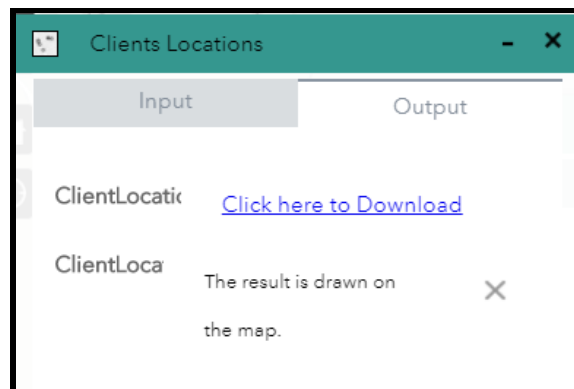 Clients Locations
Input
Output
ClientLocatic
Click here to Download
ClientLoca
The result is drawn on
the map.